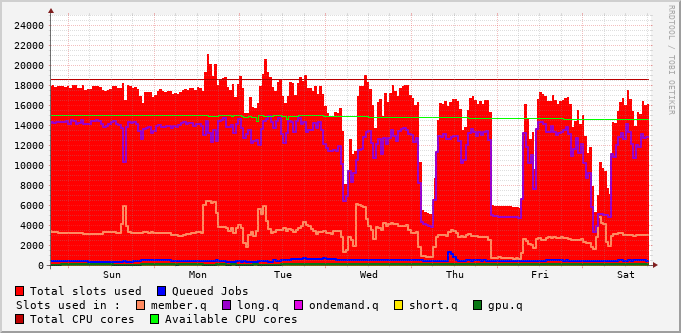 24000
22000
20000
18000
16000
14000
12000
10000
8000
6000
4000
2000
0
Sun Mon Tue Wed Thu Fri Sat
RRDTOOL / TOBI OETIKER
Total slots used Queued Jobs
Slots used in : member.q long.q ondemand.q short.q gpu.q
Total CPU cores Available CPU cores